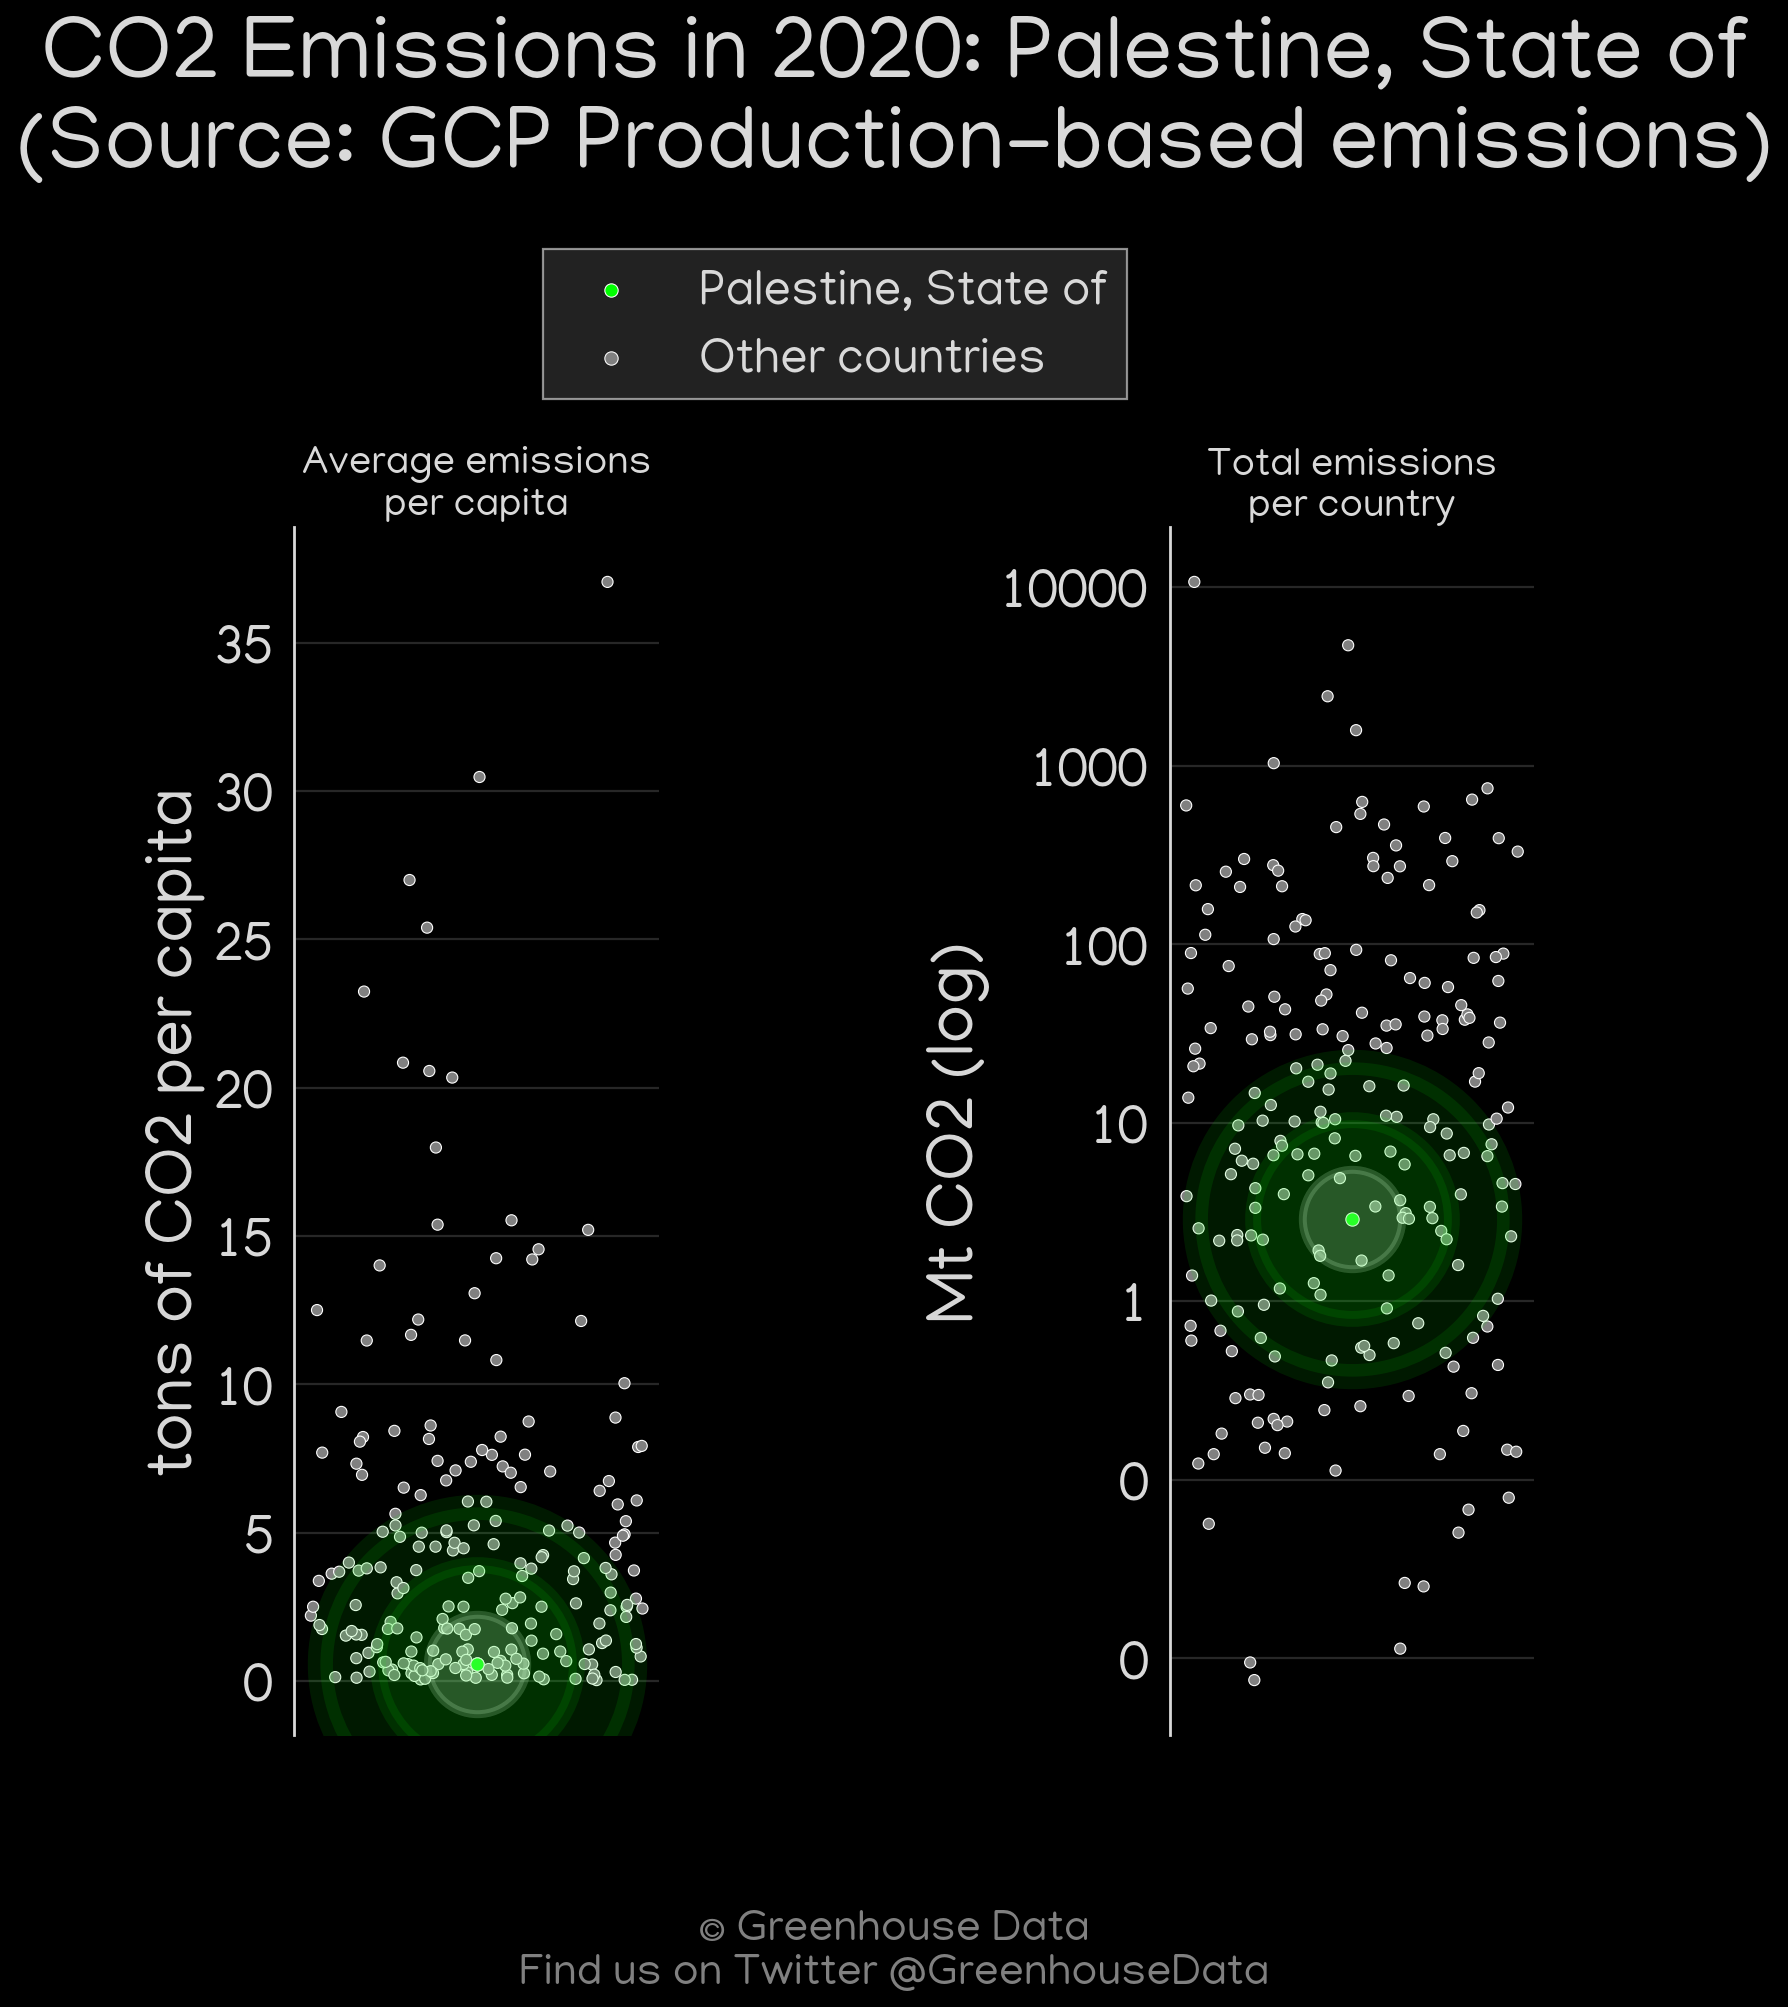 CO2 Emissions in 2020: Palestine, State of
(Source: GCP Production-based emissions)
Palestine, State of
Other countries
Average emissions
per capita
tons of CO2 per capita
35
30
25
20
15
10
5
0
Total emissions
per country
Mt CO2 (log)
10000
1000
100
10
1
0
0
© Greenhouse Data
Find us on Twitter @GreenhouseData